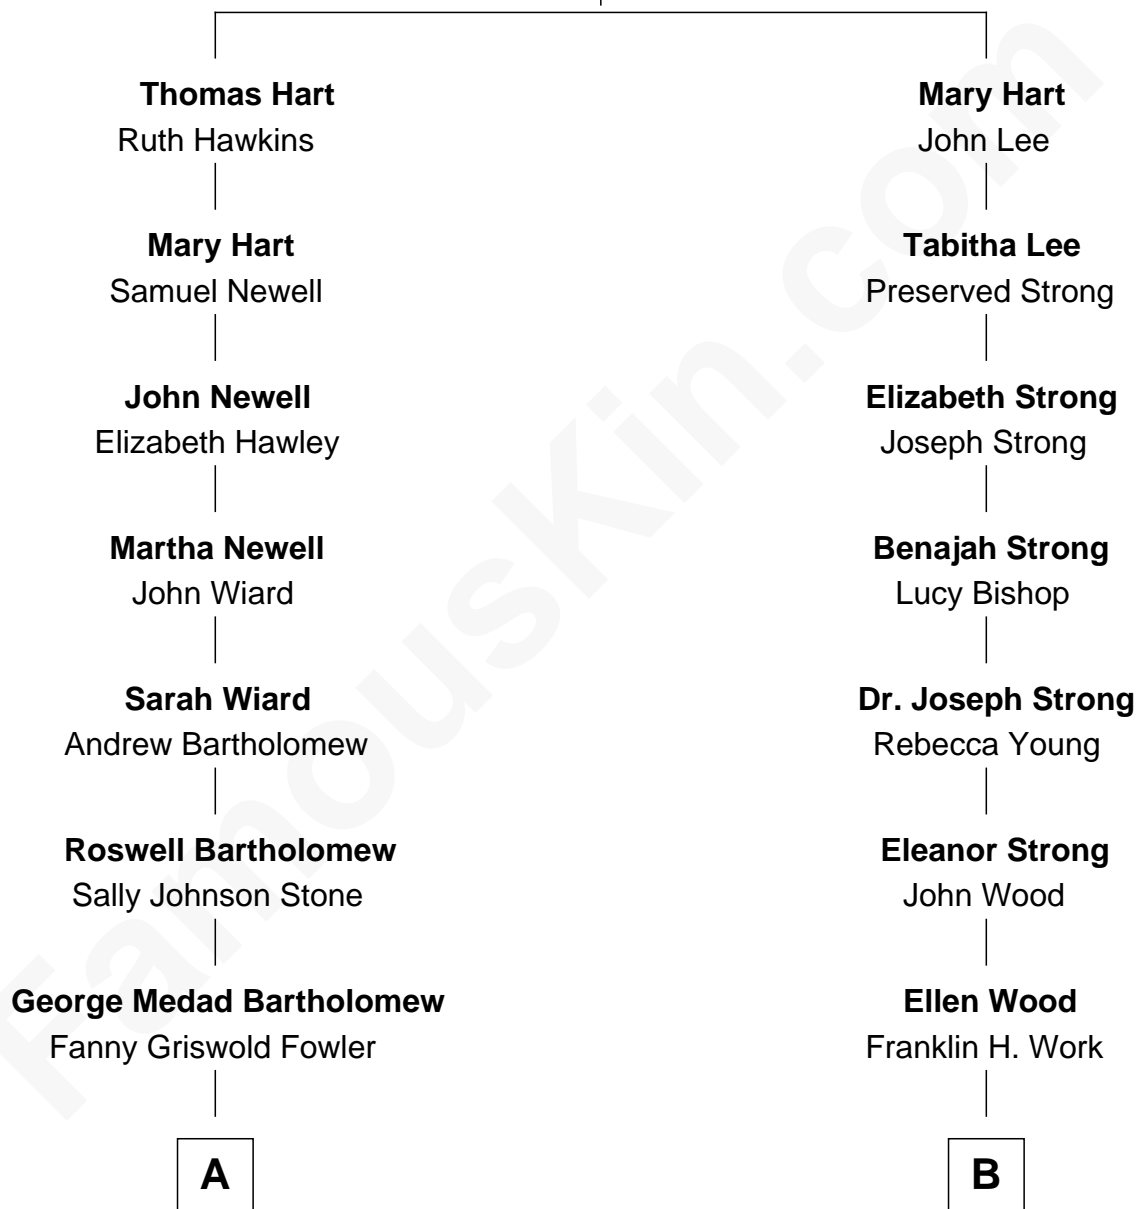 Thomas Hart
Ruth Hawkins
Mary Hart
Samuel Newell
John Newell
Elizabeth Hawley
Martha Newell
John Wiard
Sarah Wiard
Andrew Bartholomew
Roswell Bartholomew
Sally Johnson Stone
George Medad Bartholomew
Fanny Griswold Fowler
A
Mary Hart
John Lee
Tabitha Lee
Preserved Strong
Elizabeth Strong
Joseph Strong
Benajah Strong
Lucy Bishop
Dr. Joseph Strong
Rebecca Young
Eleanor Strong
John Wood
Ellen Wood
Franklin H. Work
B
FamousKin.com